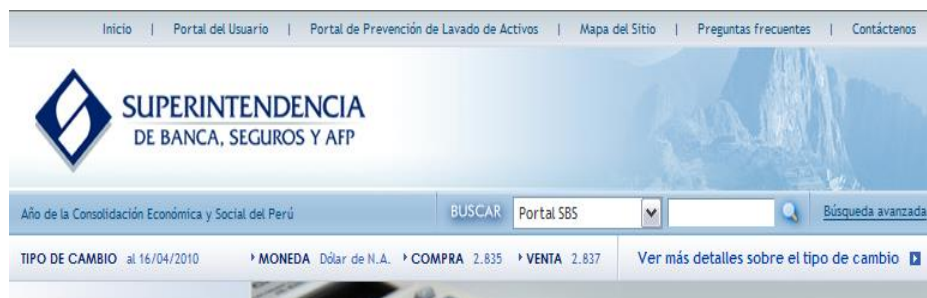 Inicio | Portal del Usuario | Portal de Prevención de Lavado de Activos | Mapa del Sitio | Preguntas frecuentes | Contáctenos
SUPERINTENDENCIA
DE BANCA, SEGUROS Y AFP
Año de la Consolidación Económica y Social del Perú BUSCAR Portal SBS Búsqueda avanzada
TIPO DE CAMBIO al 16/04/2010 MONEDA Dólar de N.A. COMPRA 2.835 VENTA 2.837 Ver más detalles sobre el tipo de cambio